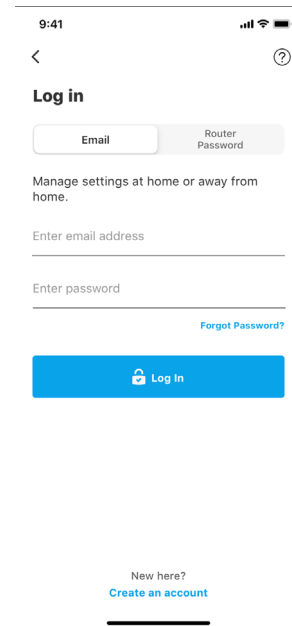 9:41
?
Log in
Email
Router
Password
Manage settings at home or away from
home.
Enter email address
Enter password
Forgot Password?
Log In
New here?
Create an account